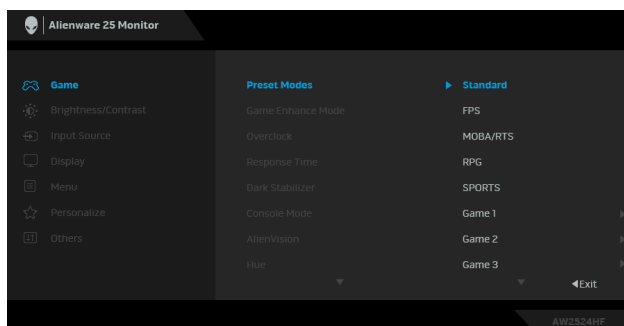 Alienware 25 Monitor
Game Preset Modes Standard
Brightness/Contrast Game Enhance Mode FPS
Input Source Overclock MOBA/RTS
Display Response Time RPG
Menu Dark Stabilizer SPORTS
Personalize Console Mode Game 1
Others AlienVision Game 2
Hue Game 3
Exit
AW2524HF